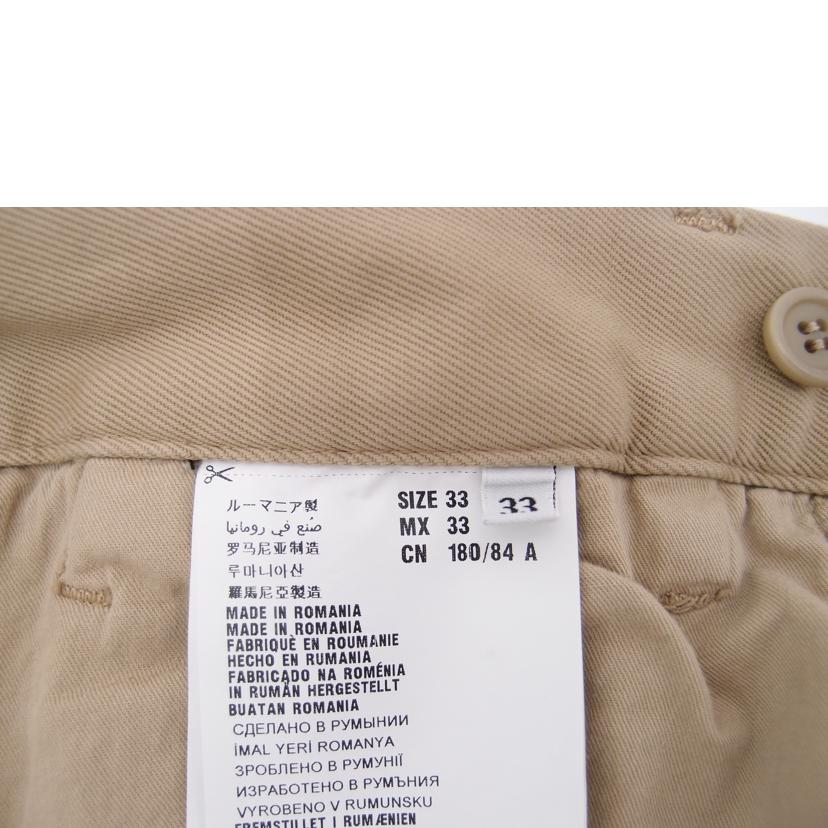 ルーマニア製
صُنع في رومانيا
罗马尼亚制造
루마니아산
羅馬尼亞製造
MADE IN ROMANIA
MADE IN ROMANIA
FABRIQUÈ EN ROUMANIE
HECHO EN RUMANIA
FABRICADO NA ROMÉNIA
IN RUMÄN HERGESTELLT
BUATAN ROMANIA
СДЕЛАНО В РУМЫНИИ
İMAL YERİ ROMANYA
ЗРОБЛЕНО В РУМУНІЇ
ИЗРАБОТЕНО В РУМЪНИЯ
VYROBENO V RUMUNSKU
FREMSTILLET I RUMÆNIEN
SIZE 33
MX 33
CN 180/84 A
33